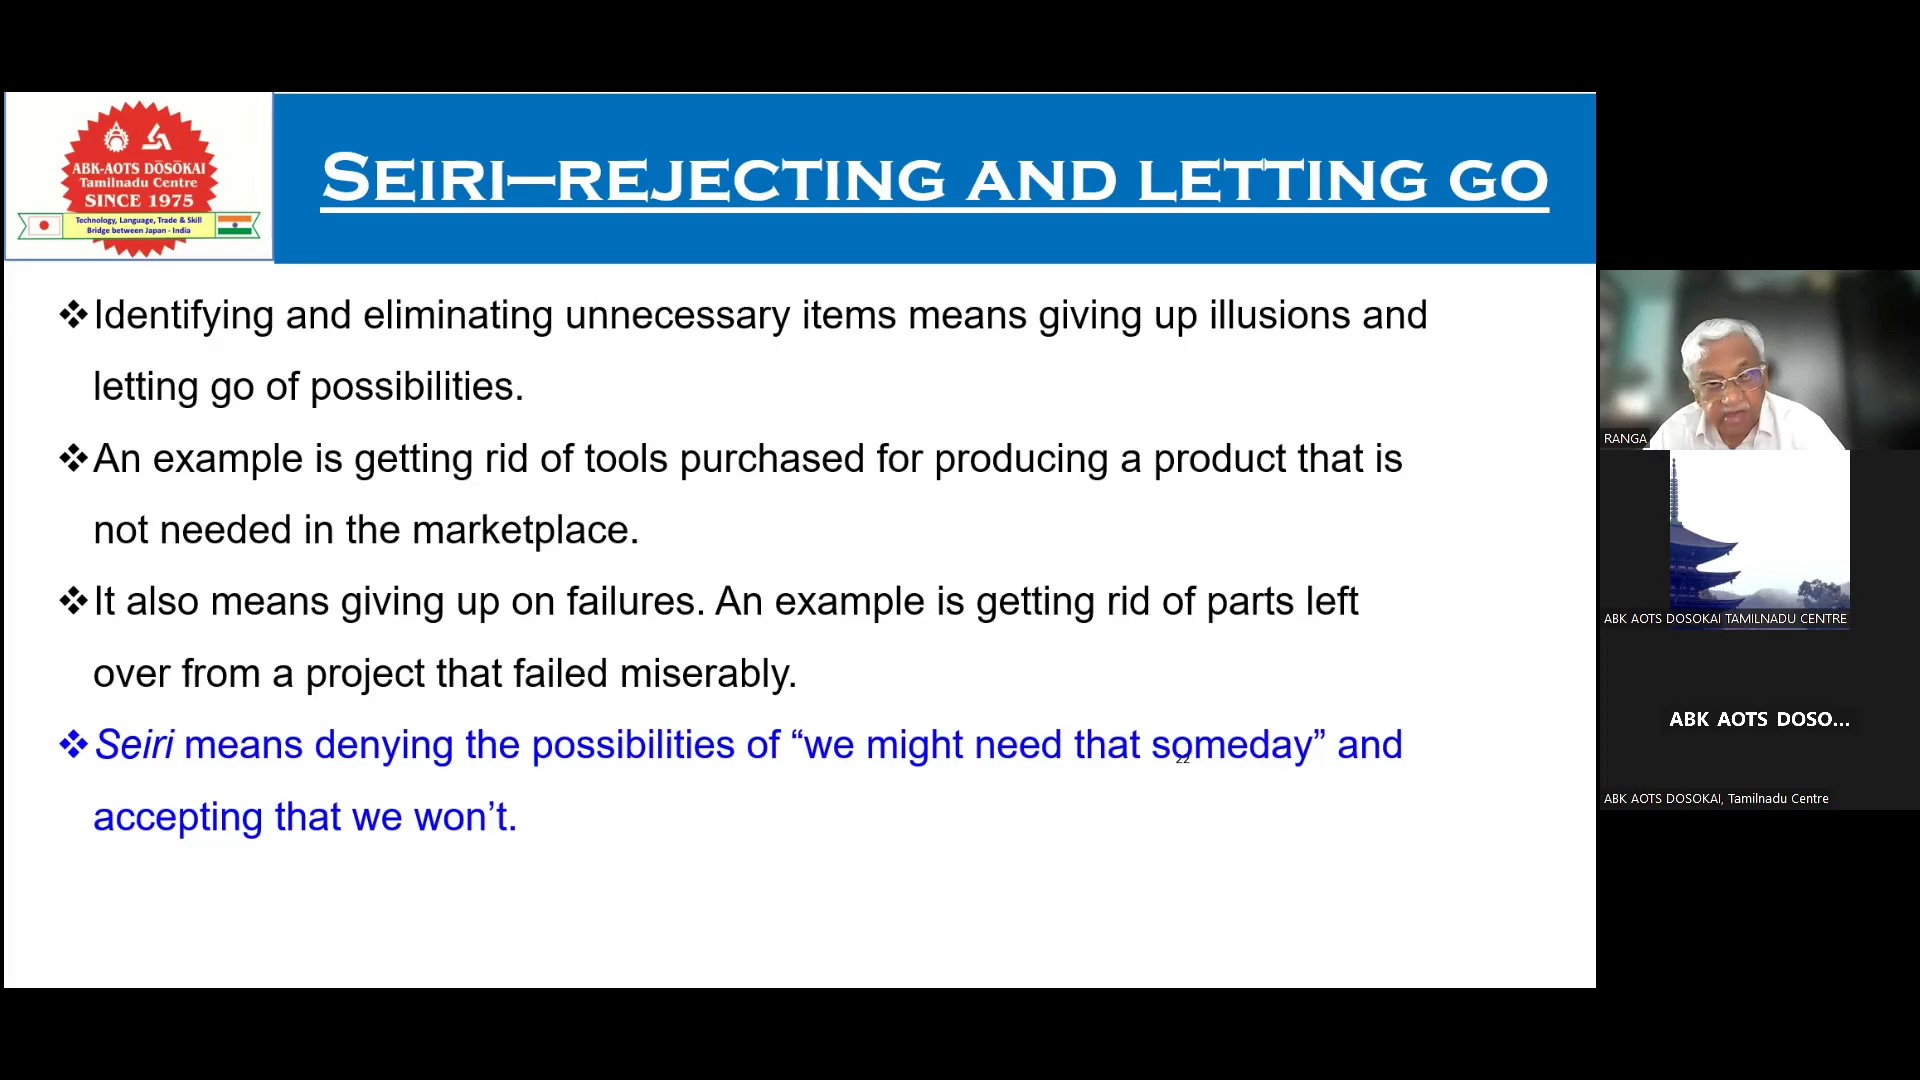 ABK-AOTS DŌSŌKAI
Tamilnadu Centre
SINCE 1975
Technology, Language, Trade & Skill
Bridge between Japan - India
SEIRI—REJECTING AND LETTING GO
❖Identifying and eliminating unnecessary items means giving up illusions and
letting go of possibilities.
❖An example is getting rid of tools purchased for producing a product that is
not needed in the marketplace.
❖It also means giving up on failures. An example is getting rid of parts left
over from a project that failed miserably.
❖Seiri means denying the possibilities of “we might need that someday” and
22
accepting that we won’t.
RANGA
ABK AOTS DOSOKAI TAMILNADU CENTRE
ABK AOTS DOSO...
ABK AOTS DOSOKAI, Tamilnadu Centre